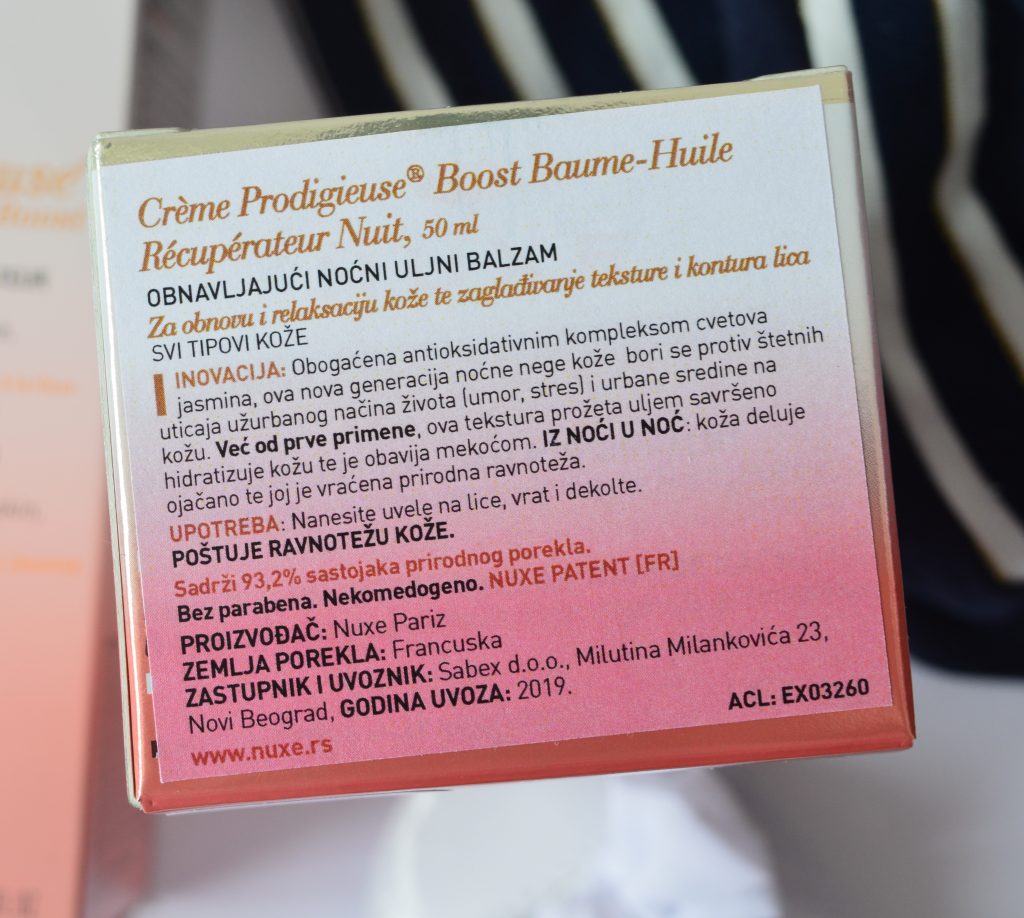 Crème Prodigieuse® Boost Baume-Huile
Récupérateur Nuit, 50 ml
OBNAVLJAJUĆI NOĆNI ULJNI BALZAM
Za obnovu i relaksaciju kože te zaglađivanje teksture i kontura lica
SVI TIPOVI KOŽE
INOVACIJA: Obogaćena antioksidativnim kompleksom cvetova
jasmina, ova nova generacija noćne nege kože bori se protiv štetnih
uticaja užurbanog načina života (umor, stres) i urbane sredine na
kožu. Već od prve primene, ova tekstura prožeta uljem savršeno
hidratizuje kožu te je obavija mekoćom. IZ NOĆI U NOĆ: koža deluje
ojačano te joj je vraćena prirodna ravnoteža.
UPOTREBA: Nanesite uveče na lice, vrat i dekolte.
POŠTUJE RAVNOTEŽU KOŽE.
Sadrži 93,2% sastojaka prirodnog porekla.
Bez parabena. Nekomedogeno. NUXE PATENT (FR)
PROIZVOĐAČ: Nuxe Pariz
ZEMLJA POREKLA: Francuska
ZASTUPNIK I UVOZNIK: Sabex d.o.o., Milutina Milankovića 23,
Novi Beograd, GODINA UVOZA: 2019.
ACL: EX03260
www.nuxe.rs